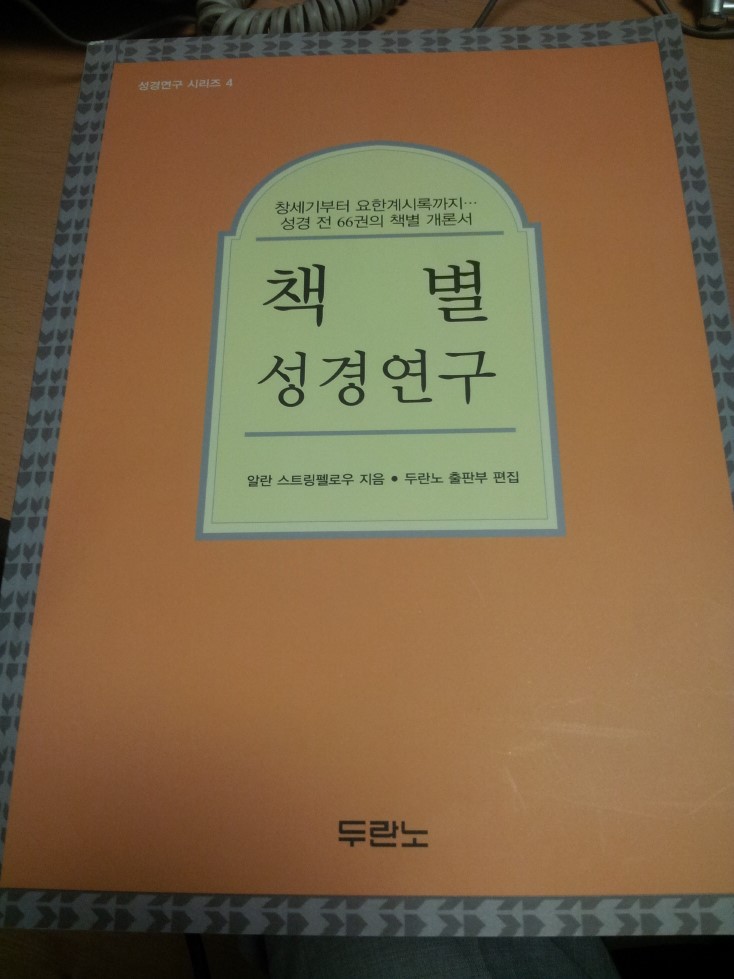 성경연구 시리즈 4
창세기부터 요한계시록까지…
성경 전 66권의 책별 개론서
책 별
성경연구
알란 스트링펠로우 지음 • 두란노 출판부 편집
두란노